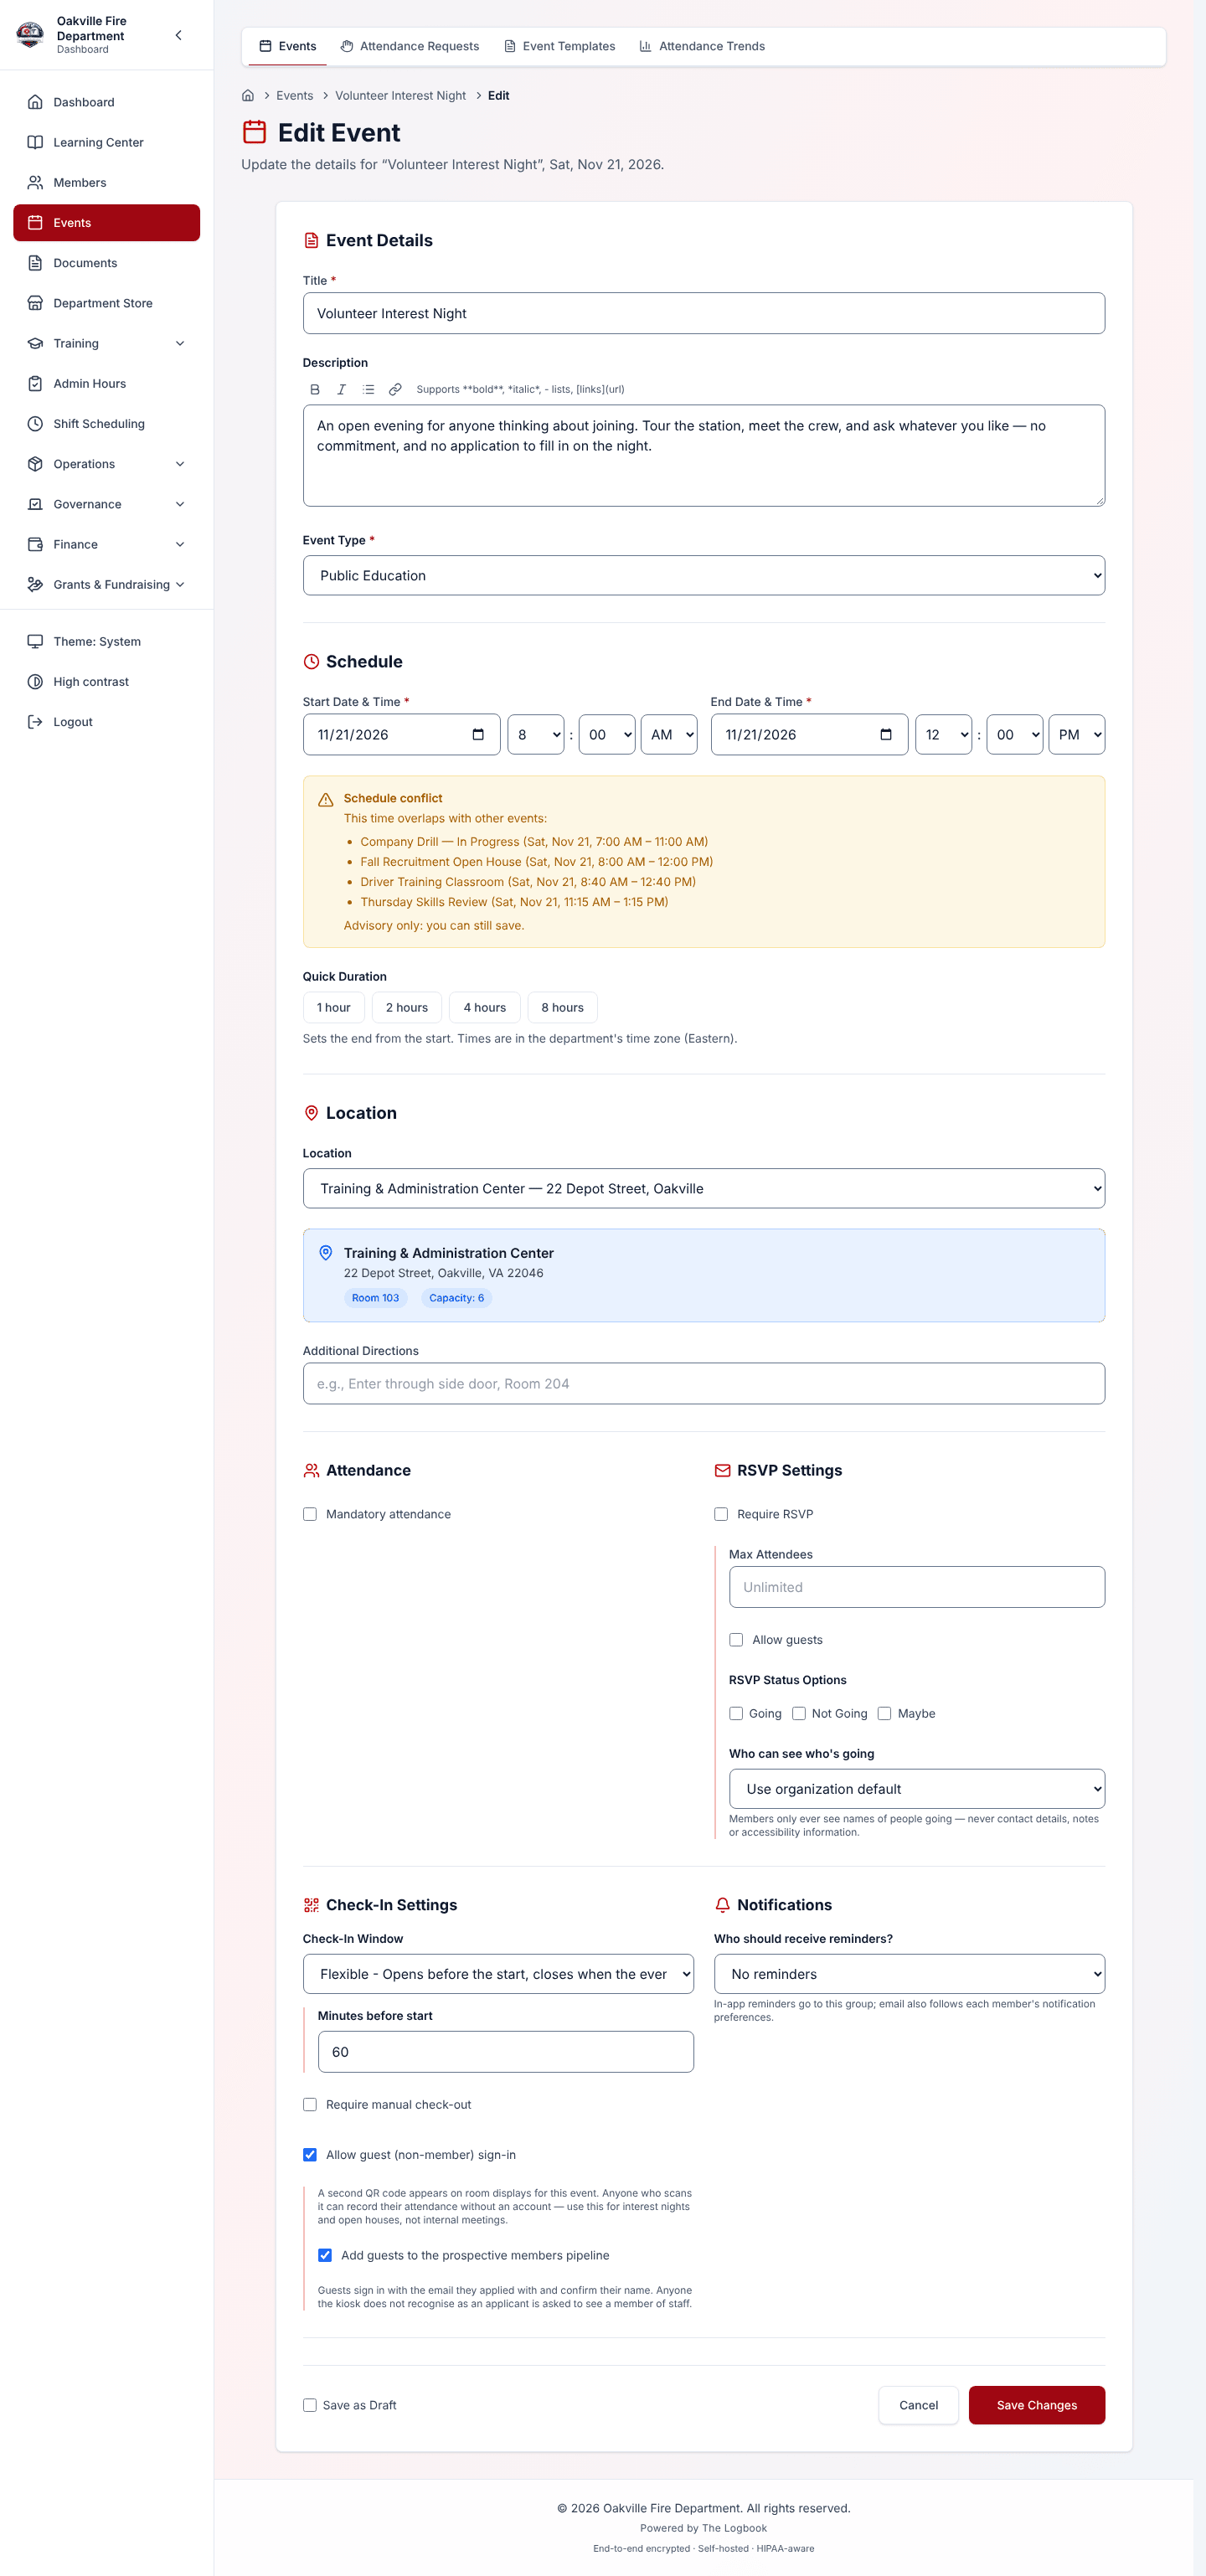 Oakville Fire
Department
Dashboard
Dashboard
Learning Center
Members
Events
Documents
Department Store
Training
Admin Hours
Shift Scheduling
Operations
Governance
Finance
Grants & Fundraising
Theme: System
High contrast
Logout
Events
Attendance Requests
Event Templates
Attendance Trends
Events
Volunteer Interest Night
Edit
Edit Event
Update the details for “Volunteer Interest Night”, Sat, Nov 21, 2026.
Event Details
Title *
Volunteer Interest Night
Description
Supports **bold**, *italic*, - lists, [links](url)
An open evening for anyone thinking about joining. Tour the station, meet the crew, and ask whatever you like — no
commitment, and no application to fill in on the night.
Event Type *
Public Education
Schedule
Start Date & Time *
11/21/2026 8 : 00 AM
End Date & Time *
11/21/2026 12 : 00 PM
Schedule conflict
This time overlaps with other events:
• Company Drill — In Progress (Sat, Nov 21, 7:00 AM – 11:00 AM)
• Fall Recruitment Open House (Sat, Nov 21, 8:00 AM – 12:00 PM)
• Driver Training Classroom (Sat, Nov 21, 8:40 AM – 12:40 PM)
• Thursday Skills Review (Sat, Nov 21, 11:15 AM – 1:15 PM)
Advisory only: you can still save.
Quick Duration
1 hour
2 hours
4 hours
8 hours
Sets the end from the start. Times are in the department's time zone (Eastern).
Location
Location
Training & Administration Center — 22 Depot Street, Oakville
Training & Administration Center
22 Depot Street, Oakville, VA 22046
Room 103
Capacity: 6
Additional Directions
e.g., Enter through side door, Room 204
Attendance
Mandatory attendance
RSVP Settings
Require RSVP
Max Attendees
Unlimited
Allow guests
RSVP Status Options
Going
Not Going
Maybe
Who can see who's going
Use organization default
Members only ever see names of people going — never contact details, notes
or accessibility information.
Check-In Settings
Check-In Window
Flexible - Opens before the start, closes when the ever
Minutes before start
60
Require manual check-out
Allow guest (non-member) sign-in
A second QR code appears on room displays for this event. Anyone who scans
it can record their attendance without an account — use this for interest nights
and open houses, not internal meetings.
Add guests to the prospective members pipeline
Guests sign in with the email they applied with and confirm their name. Anyone
the kiosk does not recognise as an applicant is asked to see a member of staff.
Notifications
Who should receive reminders?
No reminders
In-app reminders go to this group; email also follows each member's notification
preferences.
Save as Draft
Cancel
Save Changes
© 2026 Oakville Fire Department. All rights reserved.
Powered by The Logbook
End-to-end encrypted · Self-hosted · HIPAA-aware